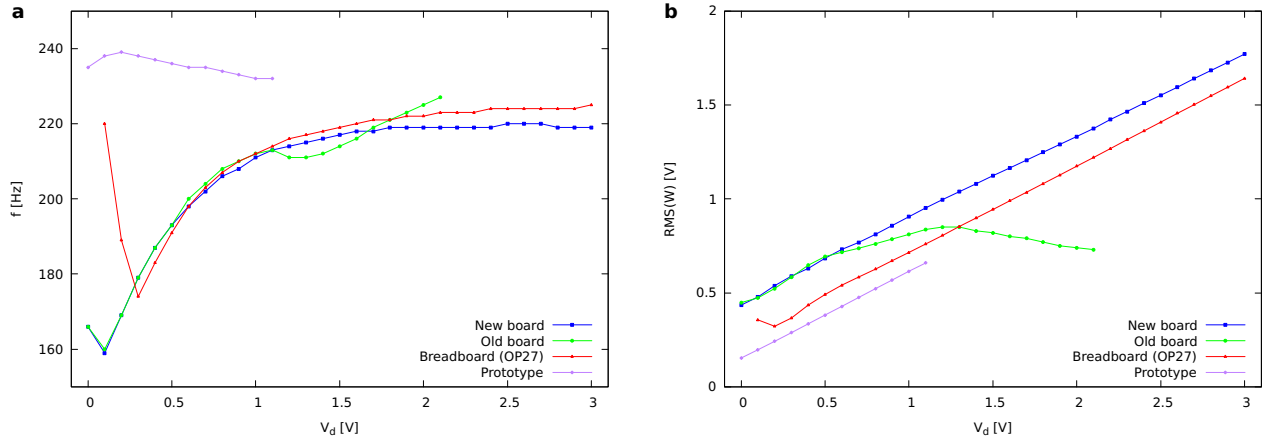 a
240
220
200
180
160
f [Hz]
0 0.5 1 1.5 2 2.5 3
V_d [V]
New board
Old board
Breadboard (OP27)
Prototype
b
2
1.5
1
0.5
0
RMS(W) [V]
0 0.5 1 1.5 2 2.5 3
V_d [V]
New board
Old board
Breadboard (OP27)
Prototype